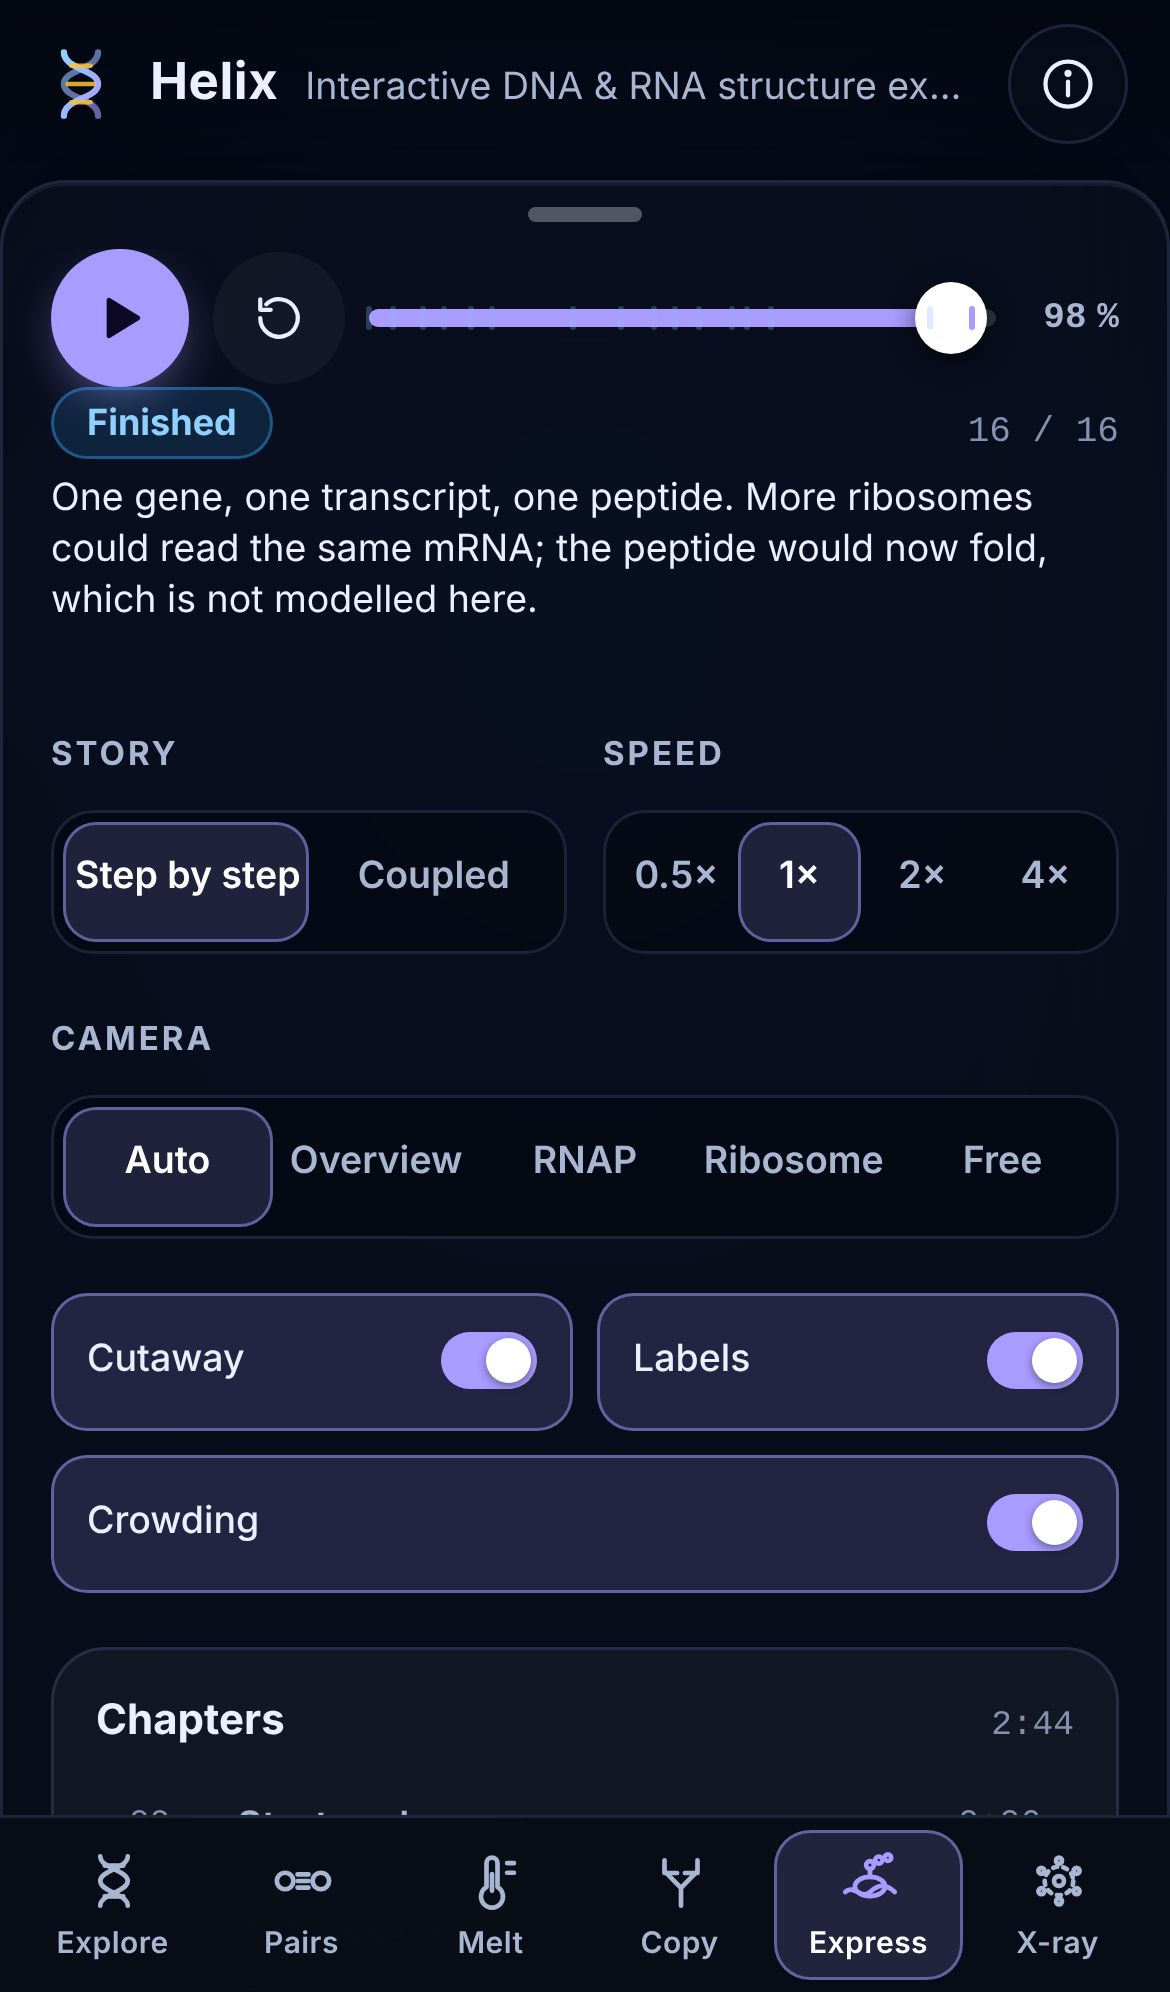 Helix Interactive DNA & RNA structure ex...
98 %
Finished 16 / 16
One gene, one transcript, one peptide. More ribosomes
could read the same mRNA; the peptide would now fold,
which is not modelled here.
STORY SPEED
Step by step Coupled 0.5× 1× 2× 4×
CAMERA
Auto Overview RNAP Ribosome Free
Cutaway Labels
Crowding
Chapters 2:44
Explore Pairs Melt Copy Express X-ray